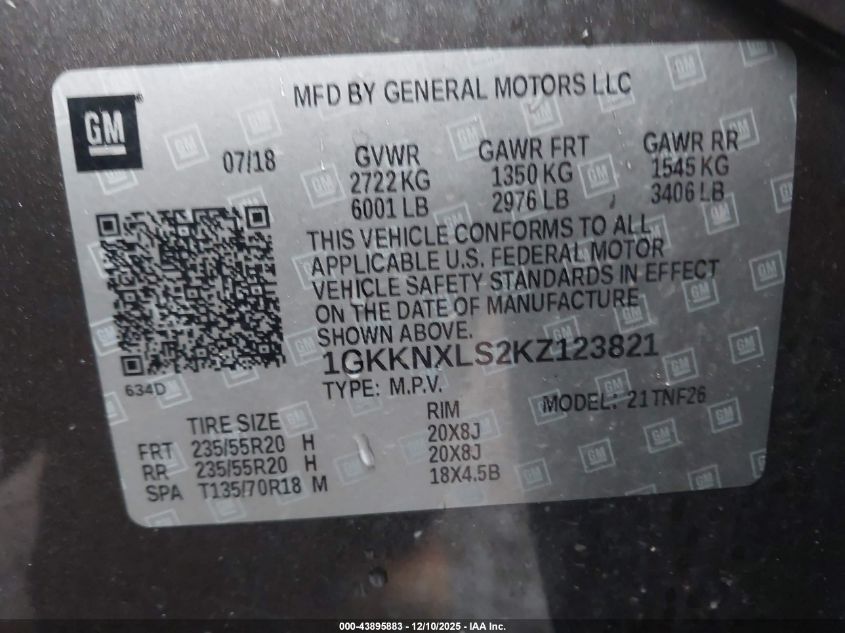 MFD BY GENERAL MOTORS LLC
GM
07/18
GVWR GAWR FRT GAWR RR
2722 KG 1350 KG 1545 KG
6001 LB 2976 LB 3406 LB
THIS VEHICLE CONFORMS TO ALL
APPLICABLE U.S. FEDERAL MOTOR
VEHICLE SAFETY STANDARDS IN EFFECT
ON THE DATE OF MANUFACTURE
SHOWN ABOVE.
1GKKNXLS2KZ123821
634D
TYPE: M.P.V. MODEL: 21TNF26
TIRE SIZE RIM
FRT 235/55R20 H 20X8J
RR 235/55R20 H 20X8J
SPA T135/70R18 M 18X4.5B
000-43895883 — 12/10/2025 — IAA Inc.